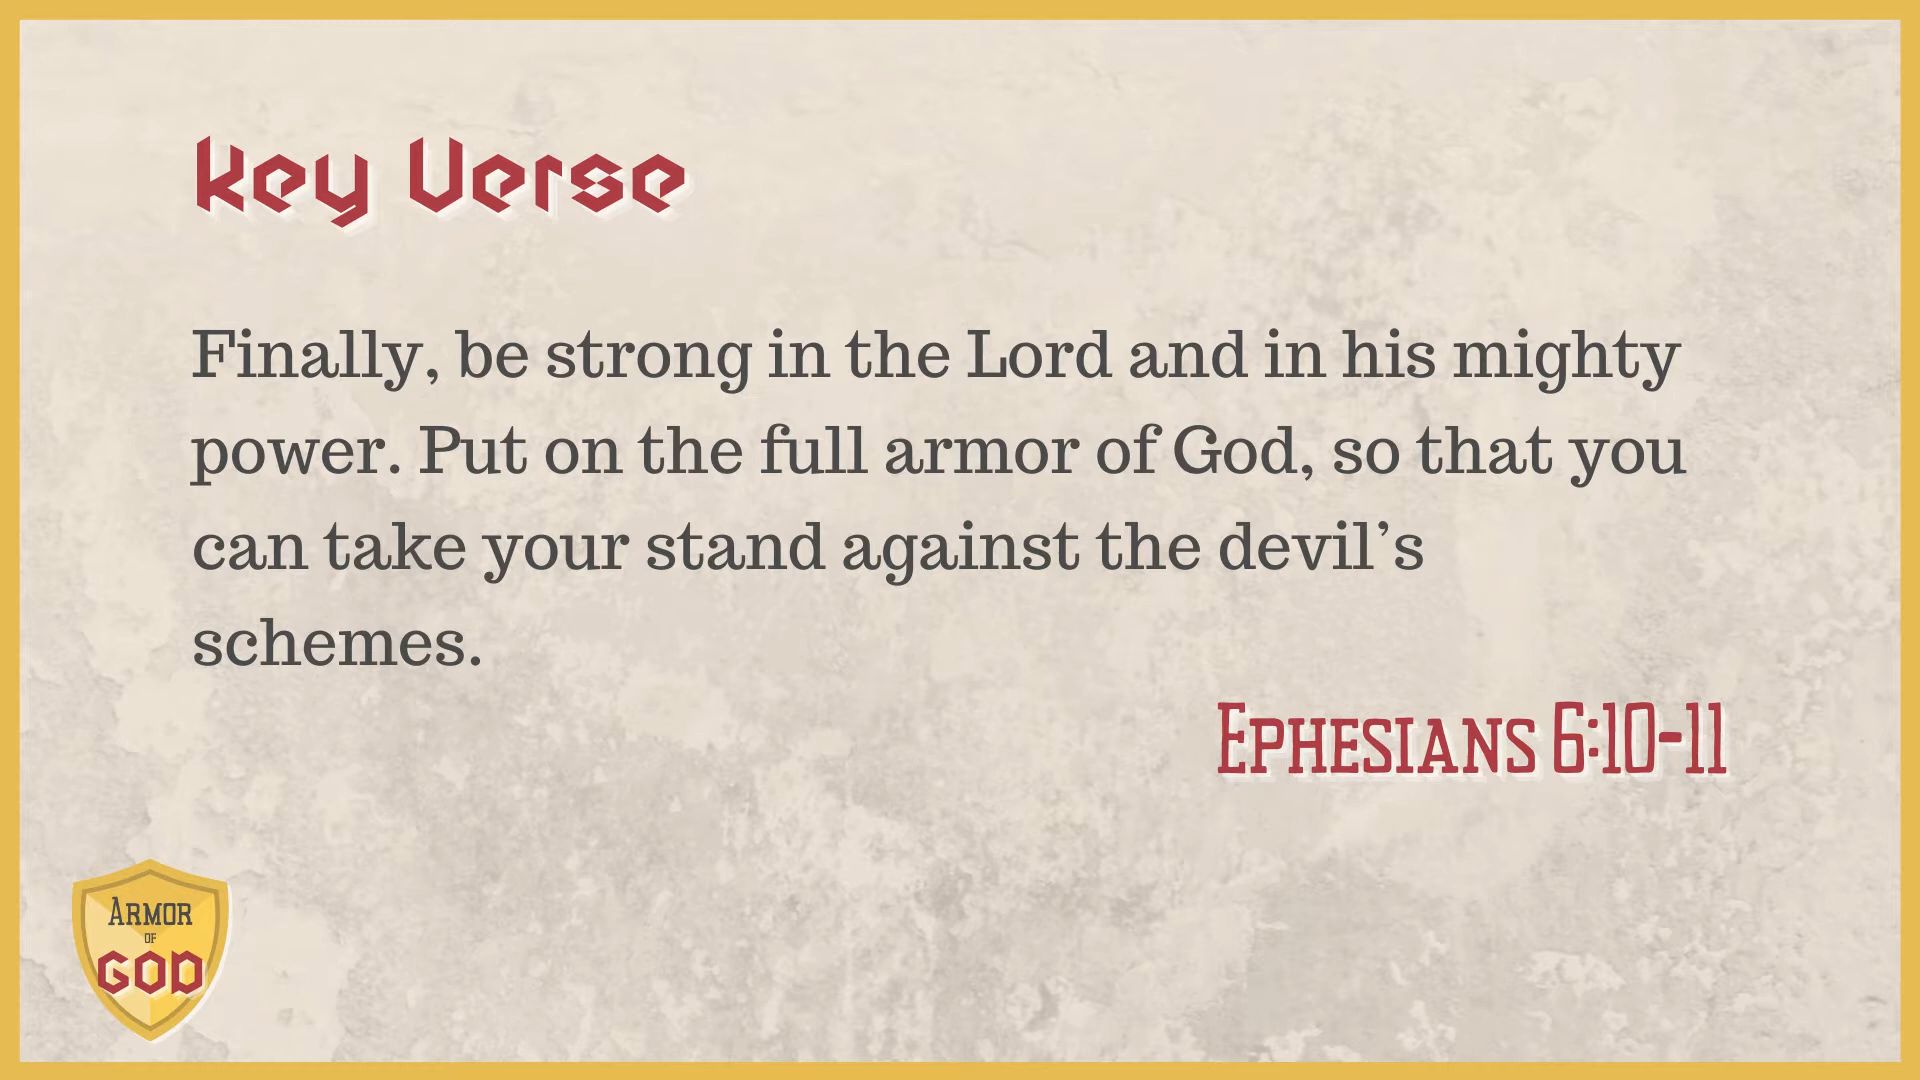 Key Verse
Finally, be strong in the Lord and in his mighty
power. Put on the full armor of God, so that you
can take your stand against the devil’s
schemes.
Ephesians 6:10-11
Armor
of
GOD